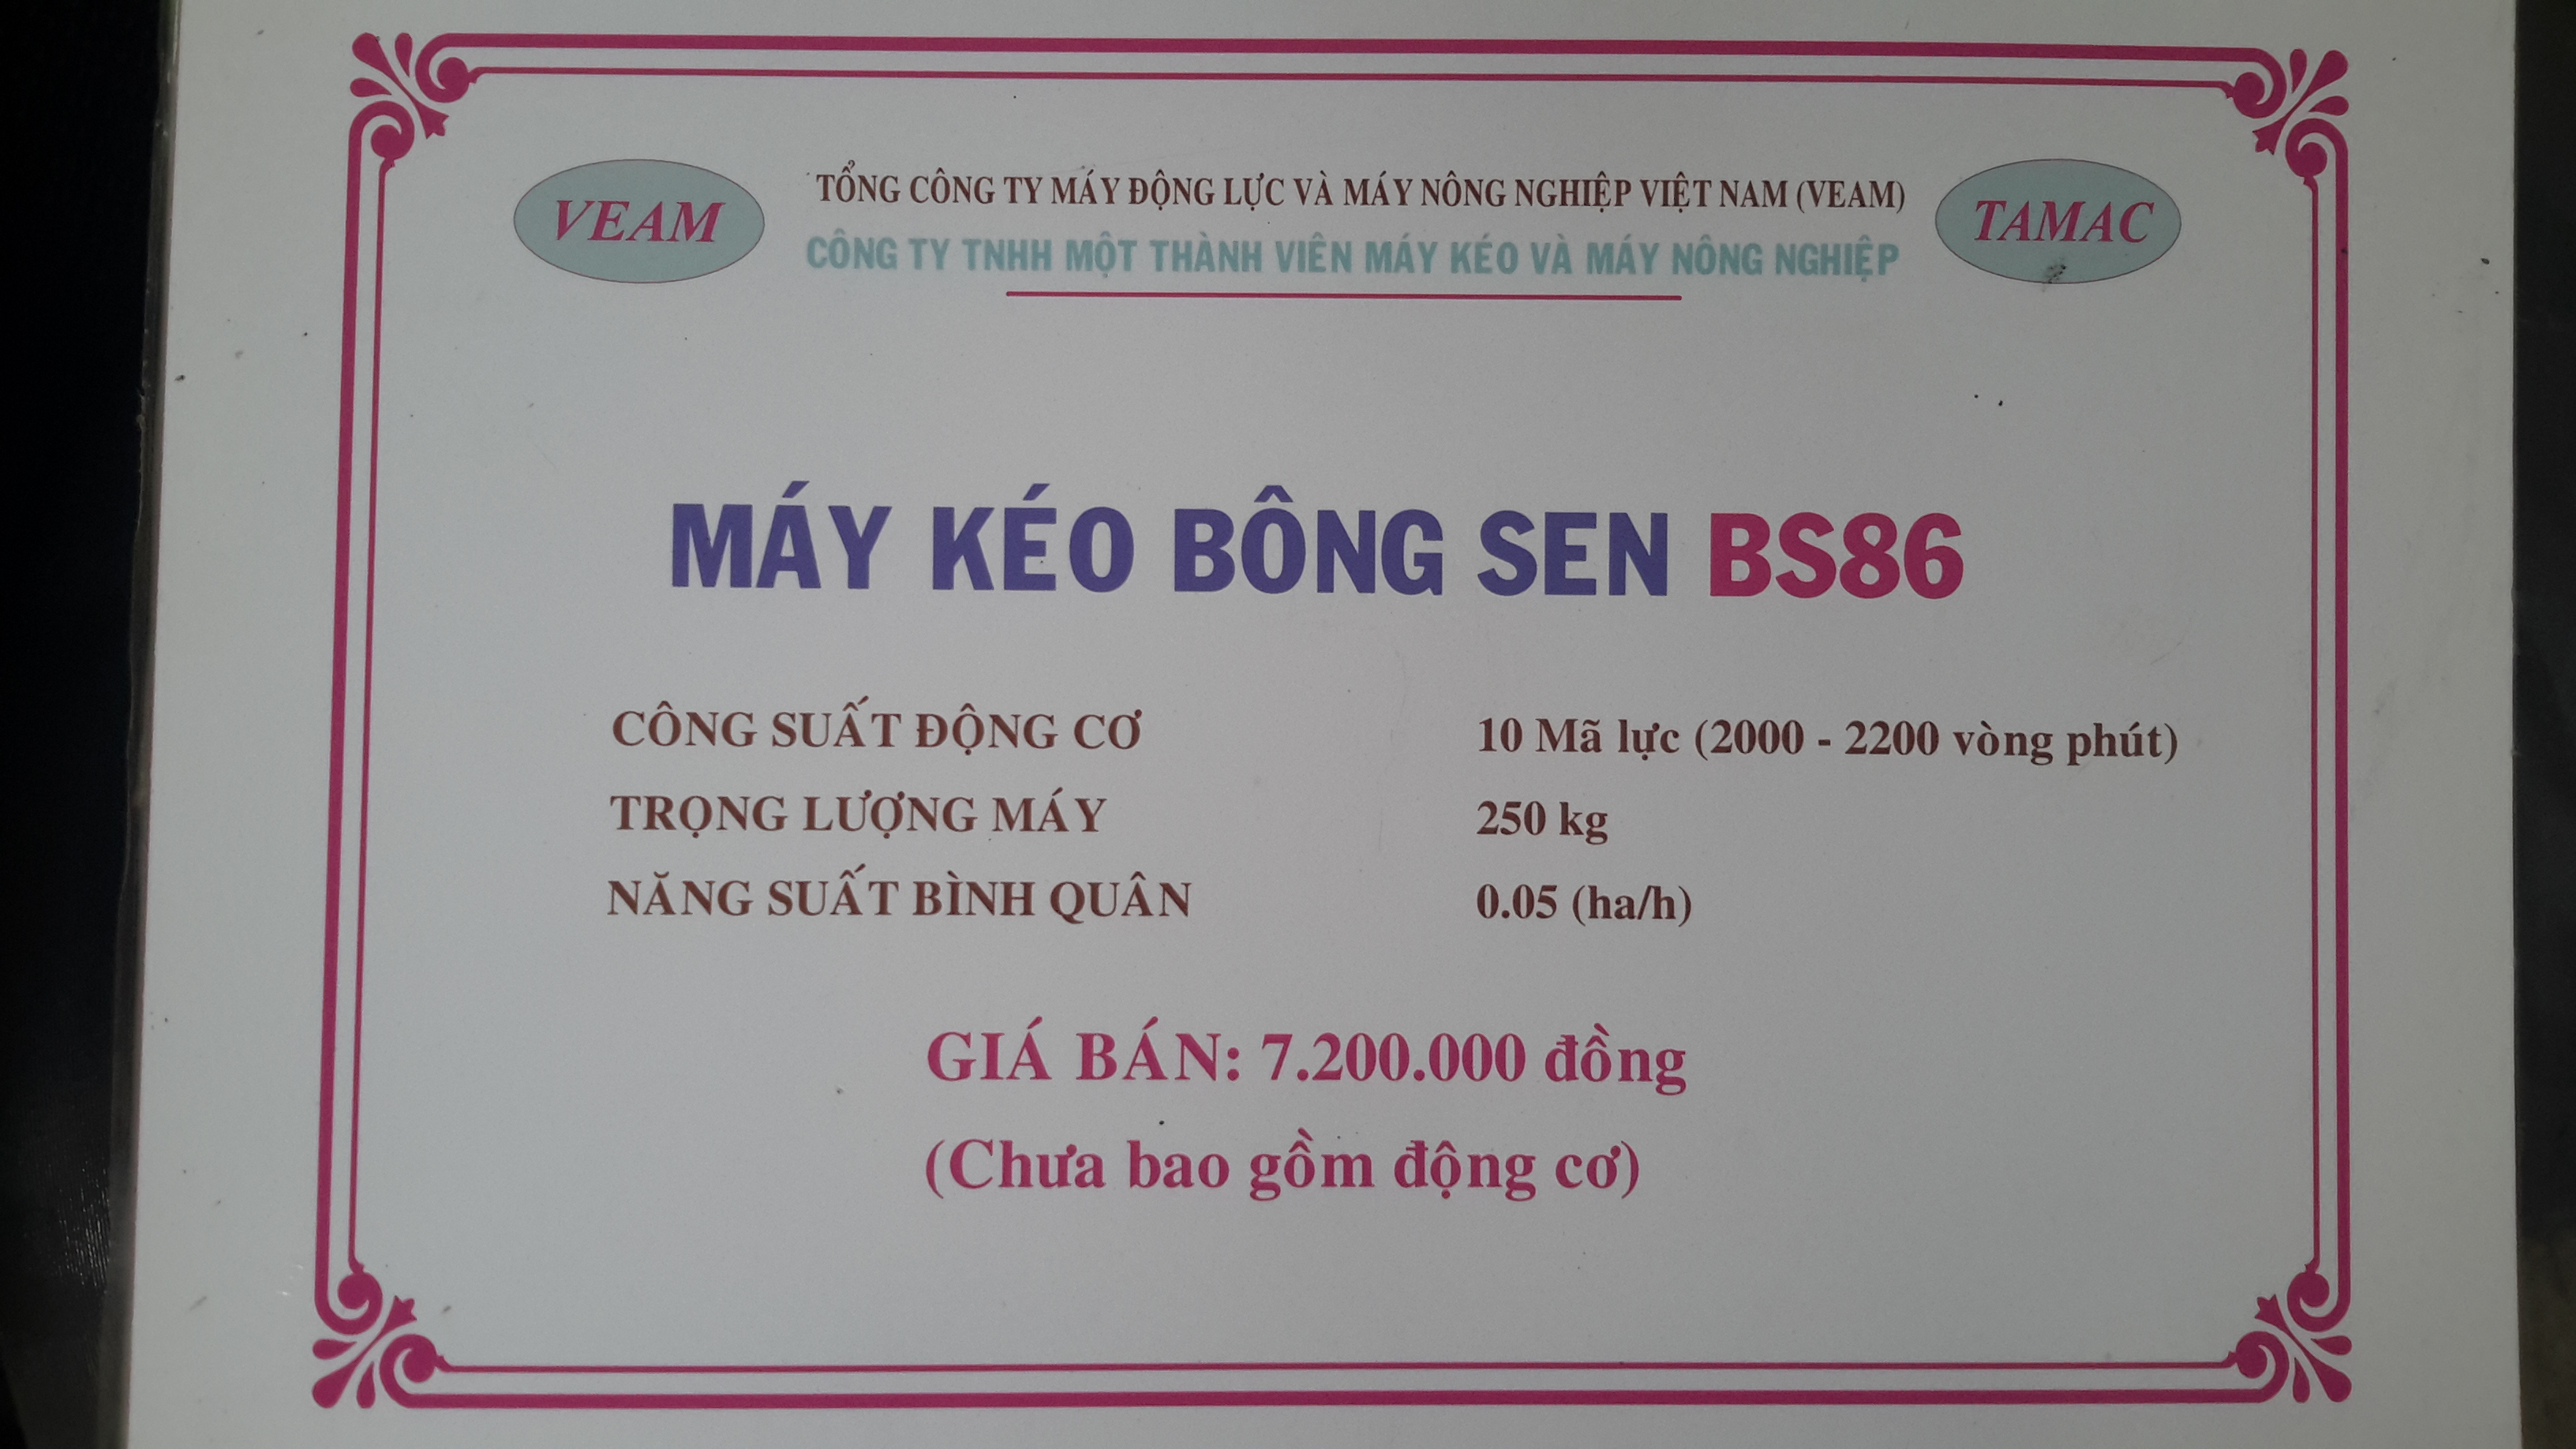 VEAM
TỔNG CÔNG TY MÁY ĐỘNG LỰC VÀ MÁY NÔNG NGHIỆP VIỆT NAM (VEAM)
TAMAC
CÔNG TY TNHH MỘT THÀNH VIÊN MÁY KÉO VÀ MÁY NÔNG NGHIỆP
MÁY KÉO BÔNG SEN BS86
CÔNG SUẤT ĐỘNG CƠ 10 Mã lực (2000 - 2200 vòng phút)
TRỌNG LƯỢNG MÁY 250 kg
NĂNG SUẤT BÌNH QUÂN 0.05 (ha/h)
GIÁ BÁN: 7.200.000 đồng
(Chưa bao gồm động cơ)